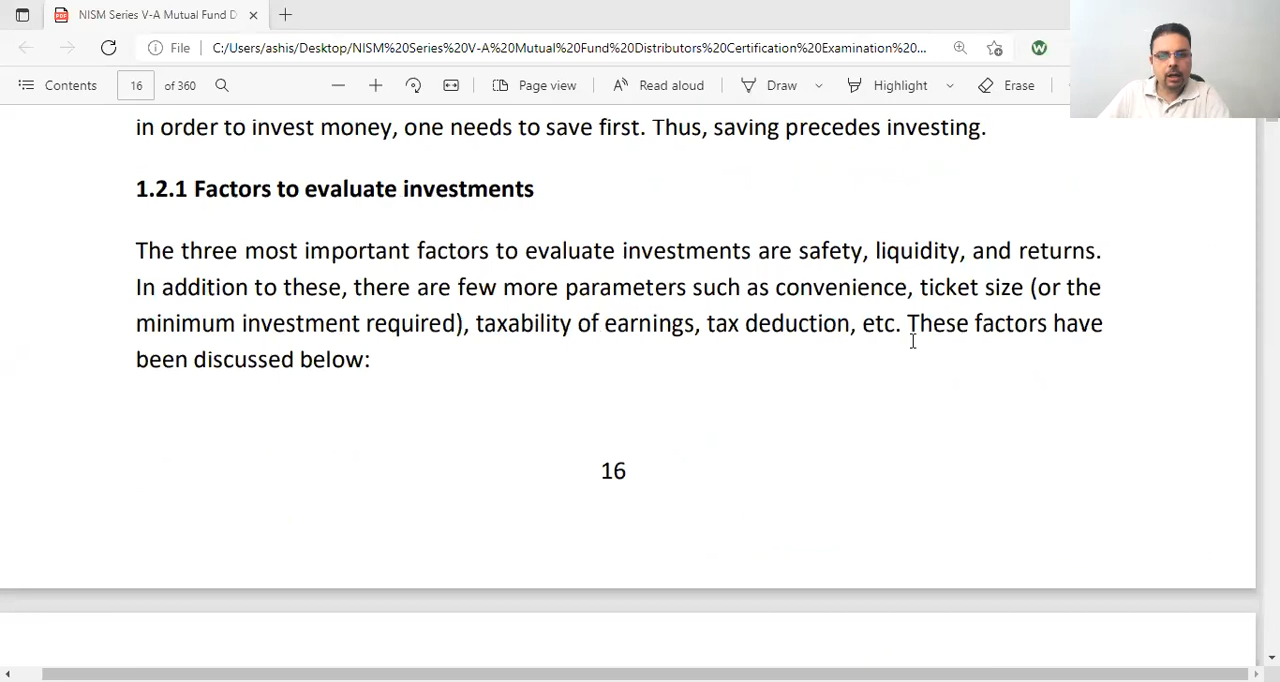 NISM Series V-A Mutual Fund D
File
C:/Users/ashis/Desktop/NISM%20Series%20V-A%20Mutual%20Fund%20Distributors%20Certification%20Examination%20...
W
Contents
16
of 360
Page view
Read aloud
Draw
Highlight
Erase
in order to invest money, one needs to save first. Thus, saving precedes investing.
1.2.1 Factors to evaluate investments
The three most important factors to evaluate investments are safety, liquidity, and returns.
In addition to these, there are few more parameters such as convenience, ticket size (or the
minimum investment required), taxability of earnings, tax deduction, etc. These factors have
been discussed below:
16